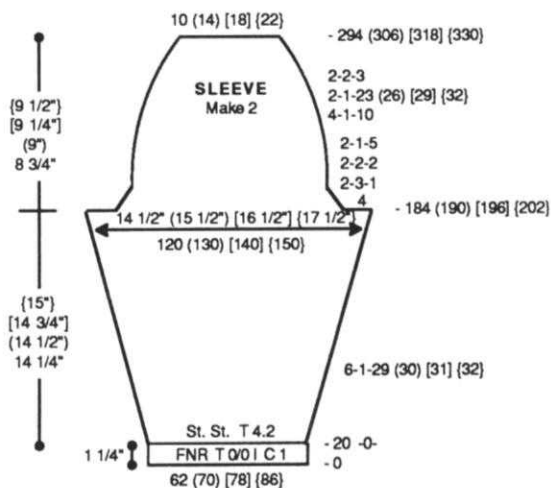 10 (14) [18] {22}
- 294 (306) [318] {330}
SLEEVE
Make 2
2-2-3
2-1-23 (26) [29] {32}
4-1-10
2-1-5
2-2-2
2-3-1
4
{9 1/2"}
[9 1/4"]
(9")
8 3/4"
- 184 (190) [196] {202}
14 1/2" (15 1/2") [16 1/2"] {17 1/2"}
120 (130) [140] {150}
{15"}
[14 3/4"]
(14 1/2")
14 1/4"
6-1-29 (30) [31] {32}
St. St. T 4.2
- 20 -0-
1 1/4"
FNR T 0/0 I C 1
- 0
62 (70) [78] {86}